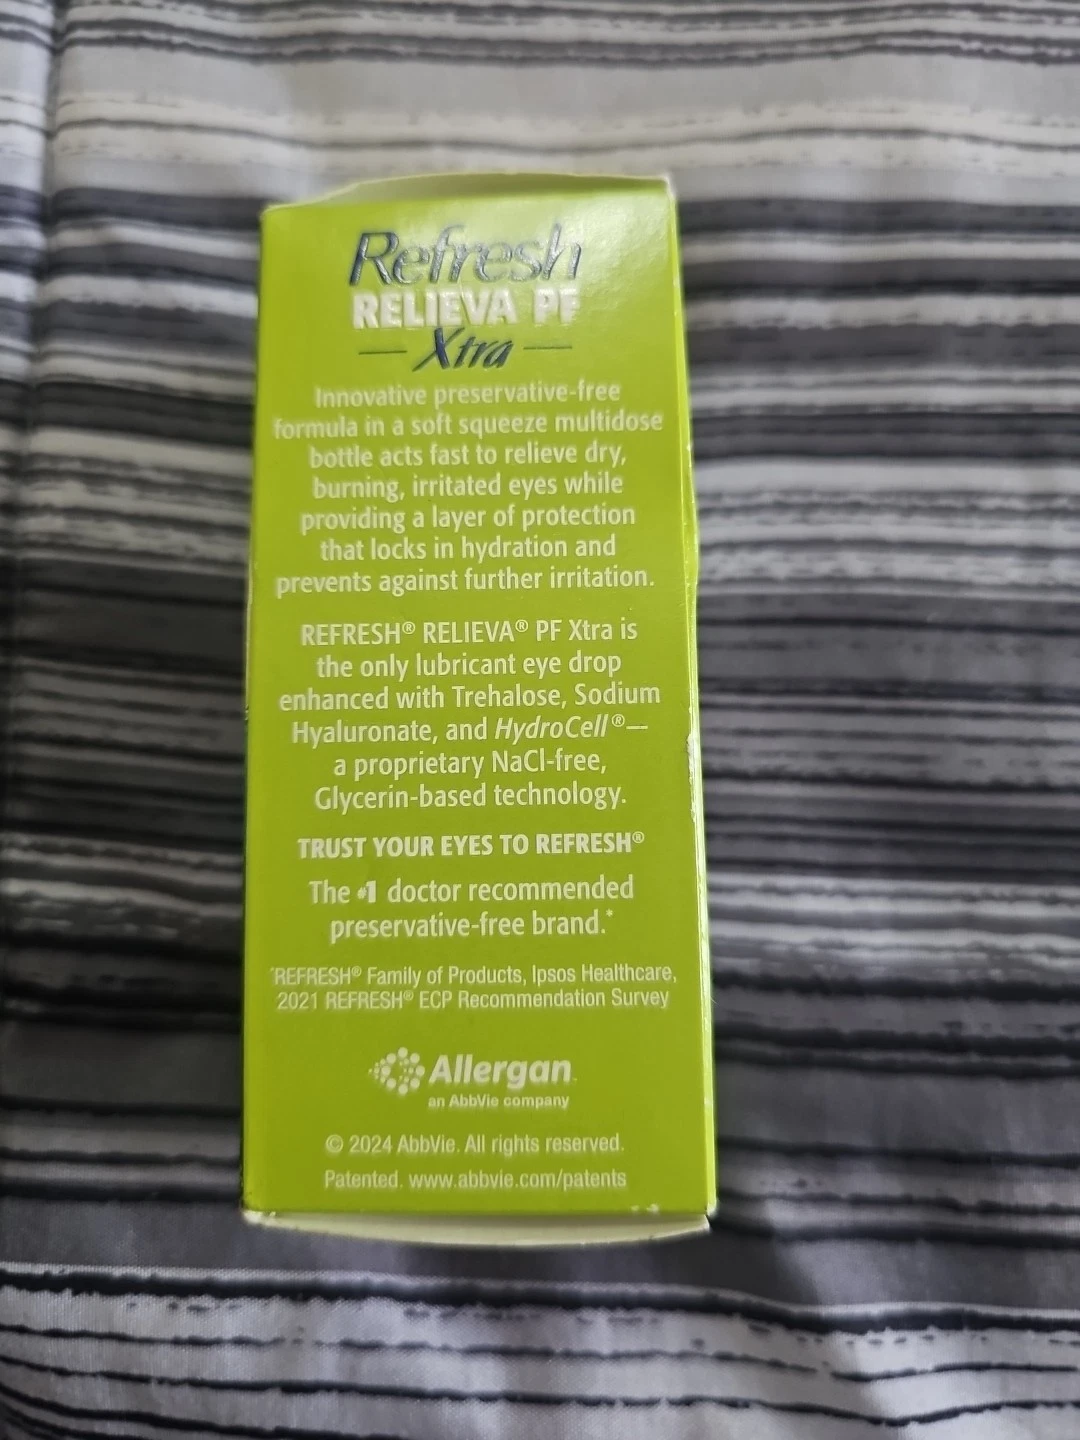 Refresh
RELIEVA PF
Xtra
Innovative preservative-free
formula in a soft squeeze multidose
bottle acts fast to relieve dry,
burning, irritated eyes while
providing a layer of protection
that locks in hydration and
prevents against further irritation.
REFRESH® RELIEVA® PF Xtra is
the only lubricant eye drop
enhanced with Trehalose, Sodium
Hyaluronate, and HydroCell®—
a proprietary NaCl-free,
Glycerin-based technology.
TRUST YOUR EYES TO REFRESH®
The #1 doctor recommended
preservative-free brand.*
*REFRESH® Family of Products, Ipsos Healthcare,
2021 REFRESH® ECP Recommendation Survey
Allergan™
an AbbVie company
© 2024 AbbVie. All rights reserved.
Patented. www.abbvie.com/patents